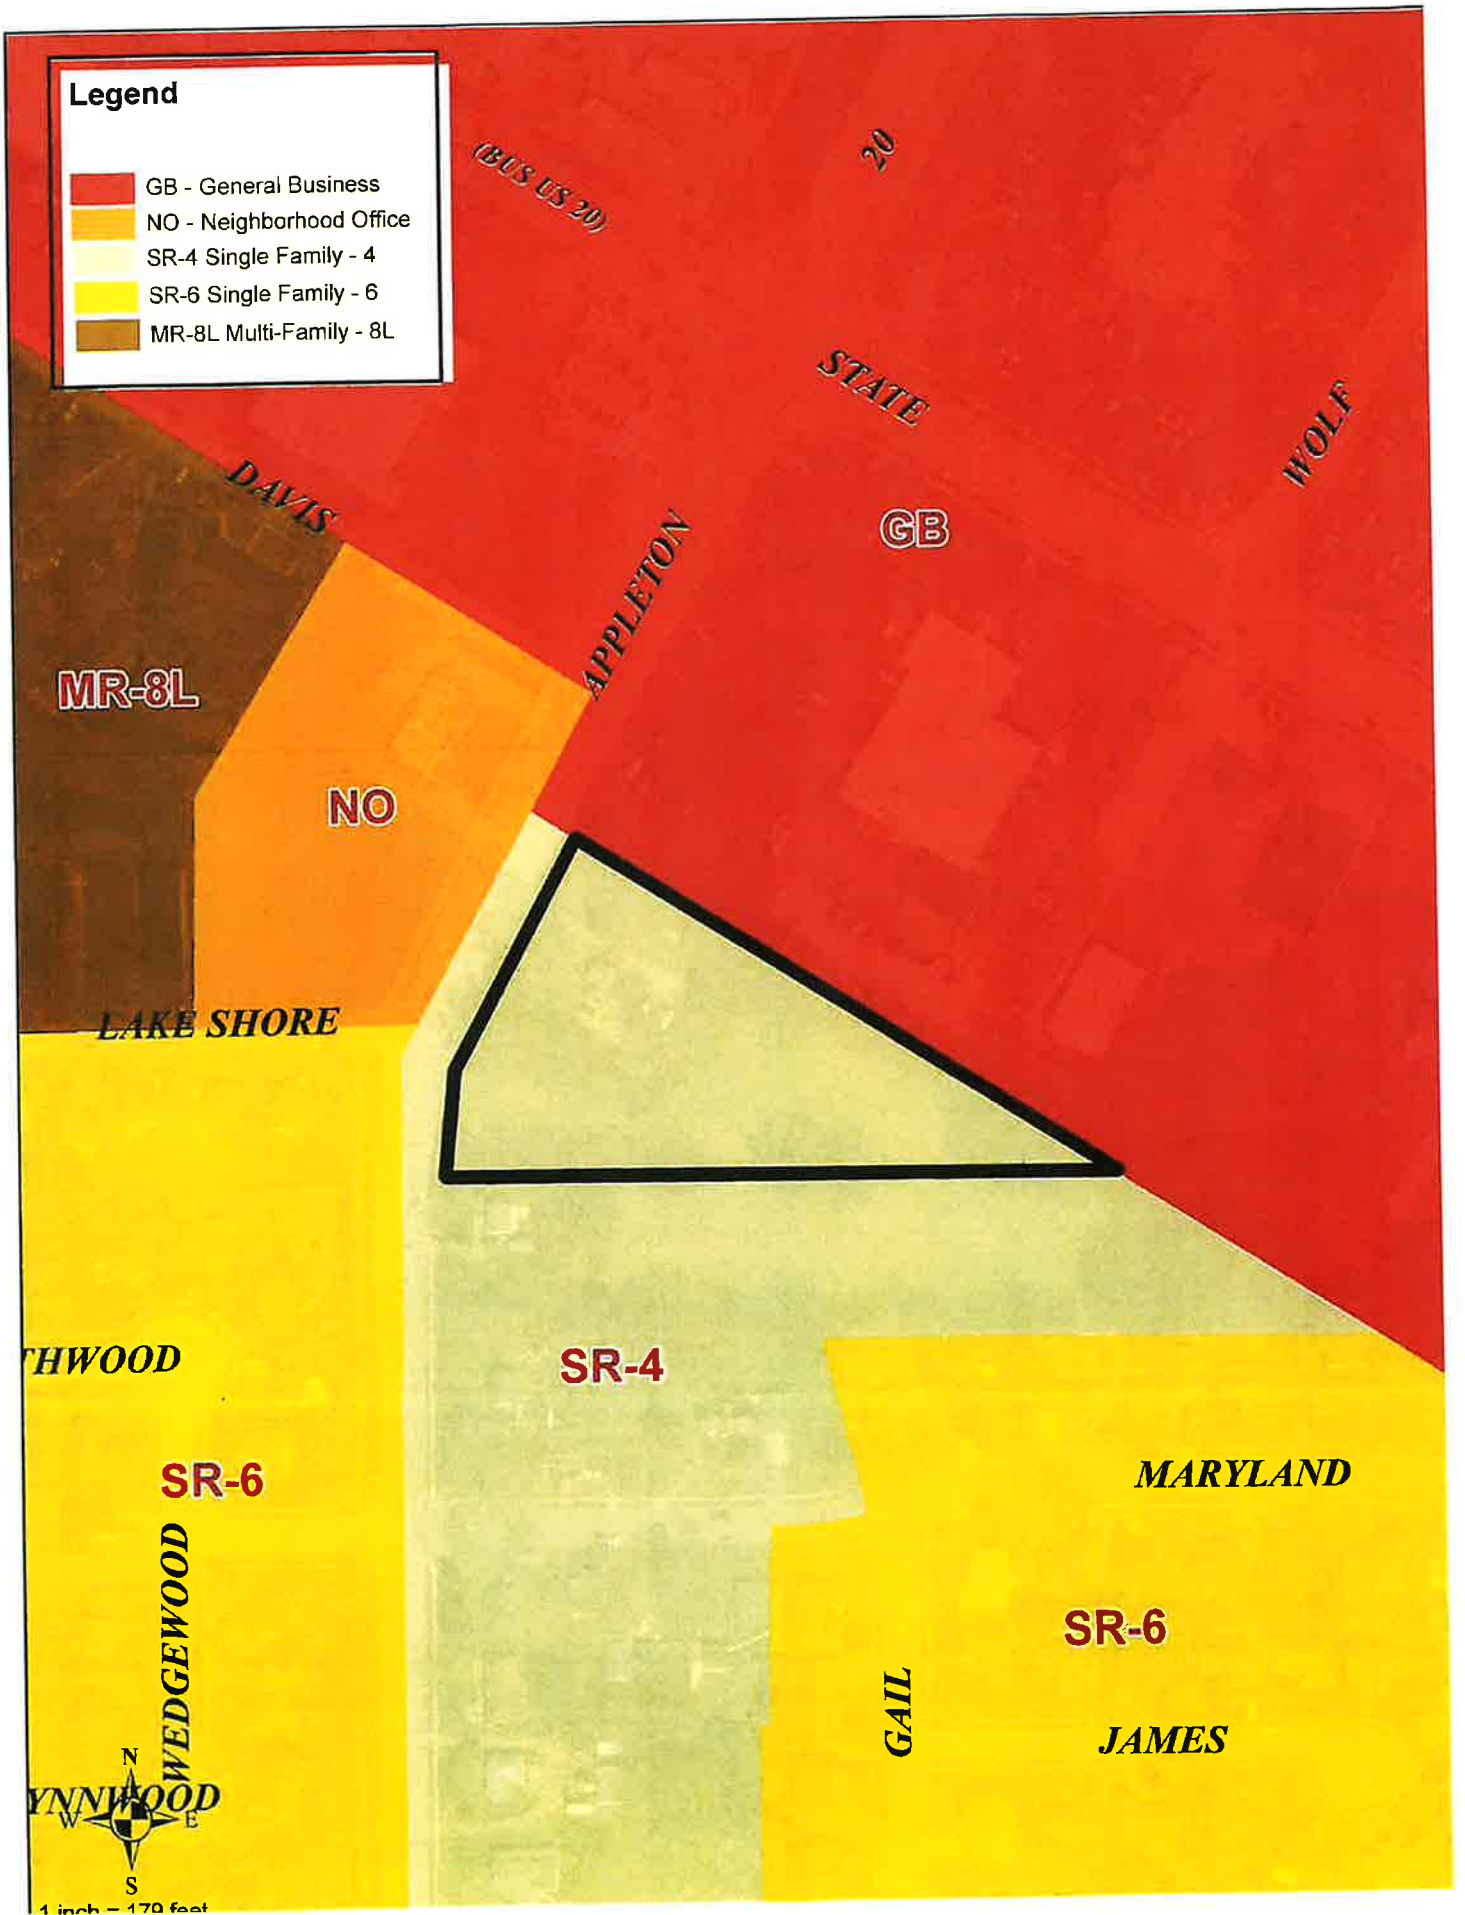 Legend
GB - General Business
NO - Neighborhood Office
SR-4 Single Family - 4
SR-6 Single Family - 6
MR-8L Multi-Family - 8L
(BUS US 20)
20
STATE
WOLF
DAVIS
APPLETON
GB
MR-8L
NO
LAKE SHORE
THWOOD
SR-4
SR-6
MARYLAND
WEDGEWOOD
SR-6
GAIL
JAMES
N
YNNWOOD
W E
S
1 inch = 179 feet